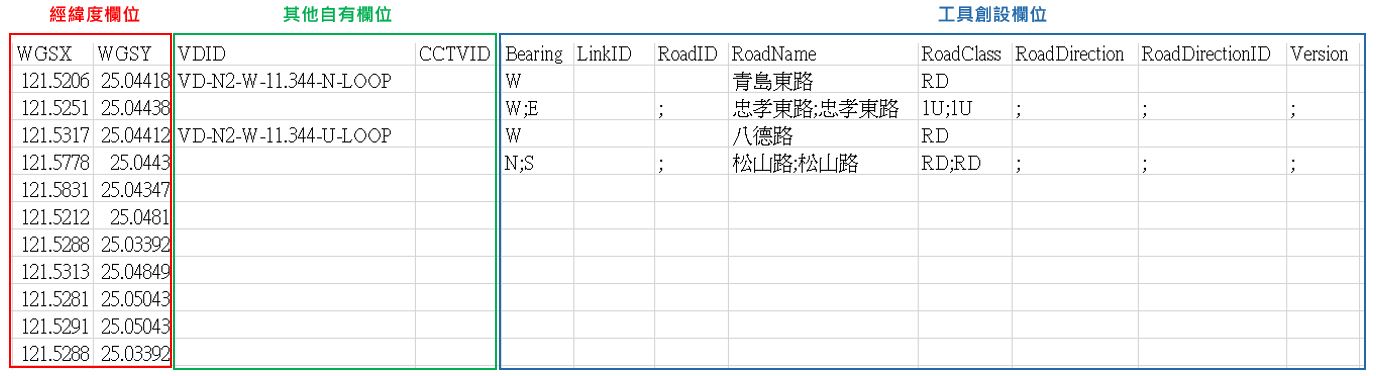 經緯度欄位 其他自有欄位 工具創設欄位
WGSX WGSY VDID CCTVID Bearing LinkID RoadID RoadName RoadClass RoadDirection RoadDirectionID Version
121.5206 25.04418 VD-N2-W-11.344-N-LOOP W 青島東路 RD
121.5251 25.04438 W;E ; 忠孝東路;忠孝東路 1U;1U ; ; ;
121.5317 25.04412 VD-N2-W-11.344-U-LOOP W 八德路 RD
121.5778 25.0443 N;S ; 松山路;松山路 RD;RD ; ; ;
121.5831 25.04347
121.5212 25.0481
121.5288 25.03392
121.5313 25.04849
121.5281 25.05043
121.5291 25.05043
121.5288 25.03392